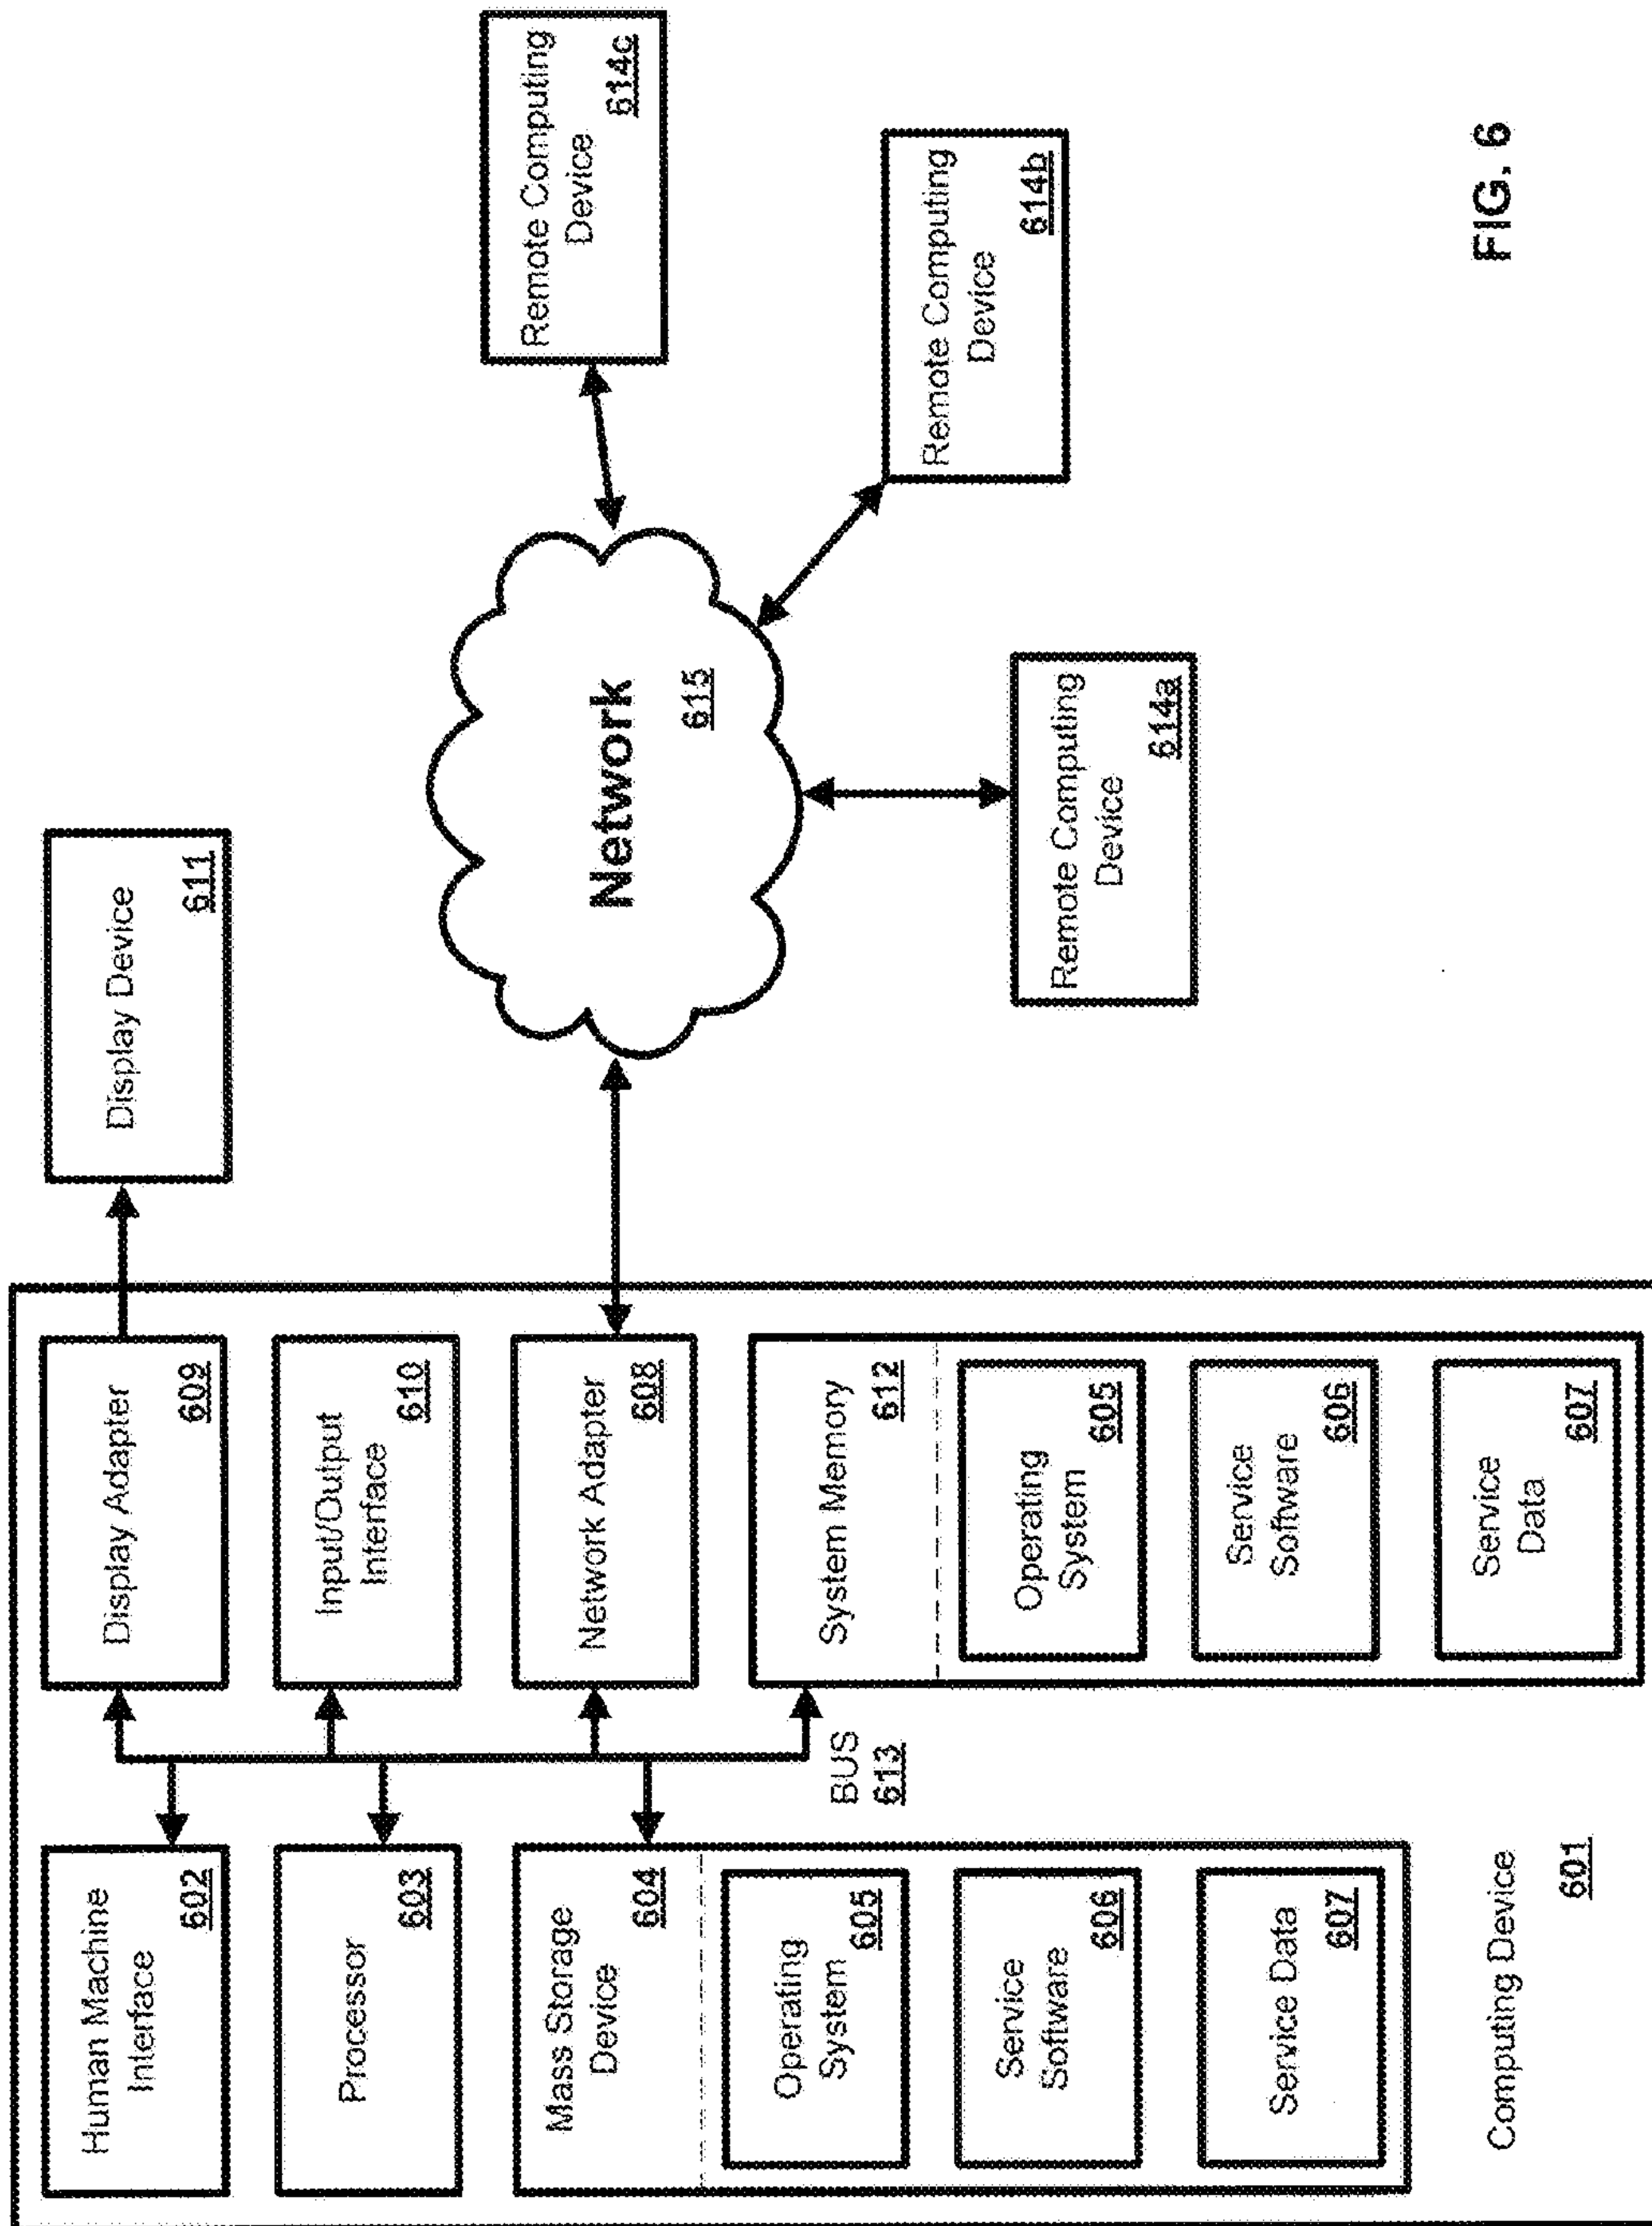 Human Machine
Interface
602
Processor
603
Mass Storage
Device
604
Operating
System
605
Service
Software
606
Service Data
607
Computing Device
601
BUS
613
Display Adapter
609
Input/Output
Interface
610
Network Adapter
608
System Memory
612
Operating
System
605
Service
Software
606
Service
Data
607
Display Device
611
Network
615
Remote Computing
Device
614a
Remote Computing
Device
614b
Remote Computing
Device
614c
FIG. 6